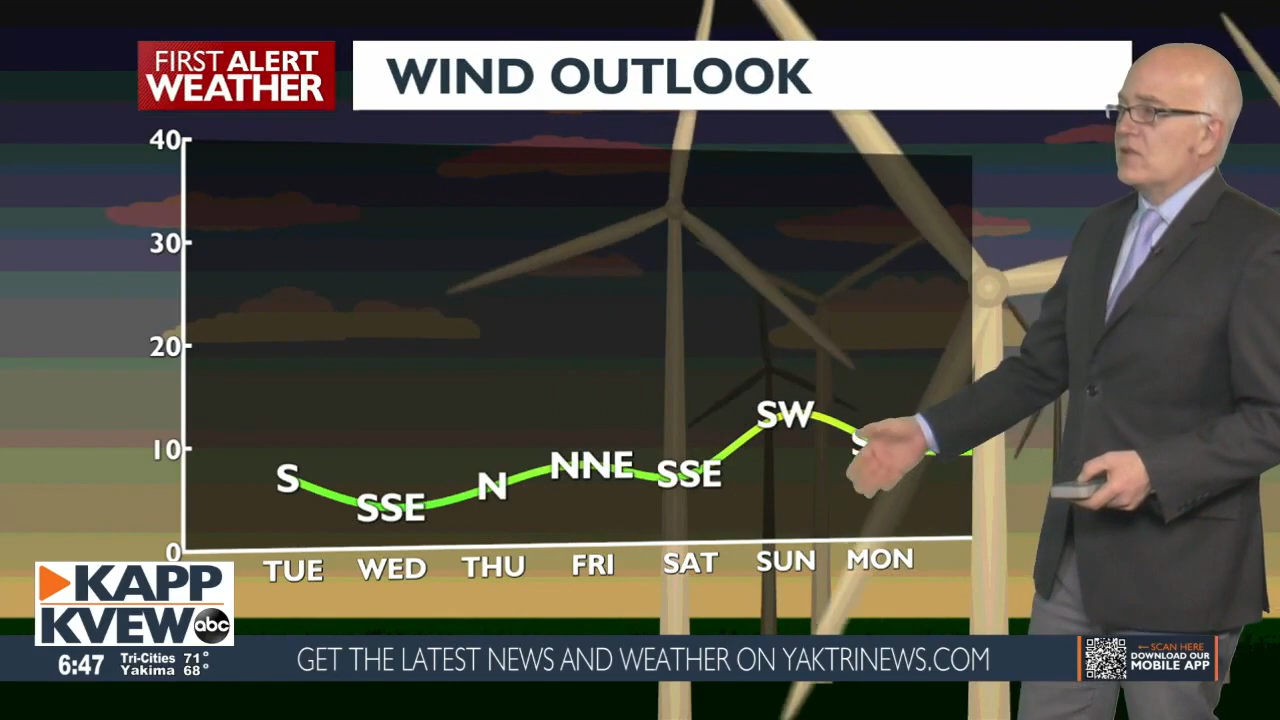 FIRST ALERT
WEATHER
WIND OUTLOOK
40
30
20
10
0
S
SSE
N
NNE
SSE
SW
TUE
WED
THU
FRI
SAT
SUN
MON
KAPP
KVEW abc
6:47
Tri-Cities 71°
Yakima 68°
GET THE LATEST NEWS AND WEATHER ON YAKTRINEWS.COM
←SCAN HERE
DOWNLOAD OUR
MOBILE APP